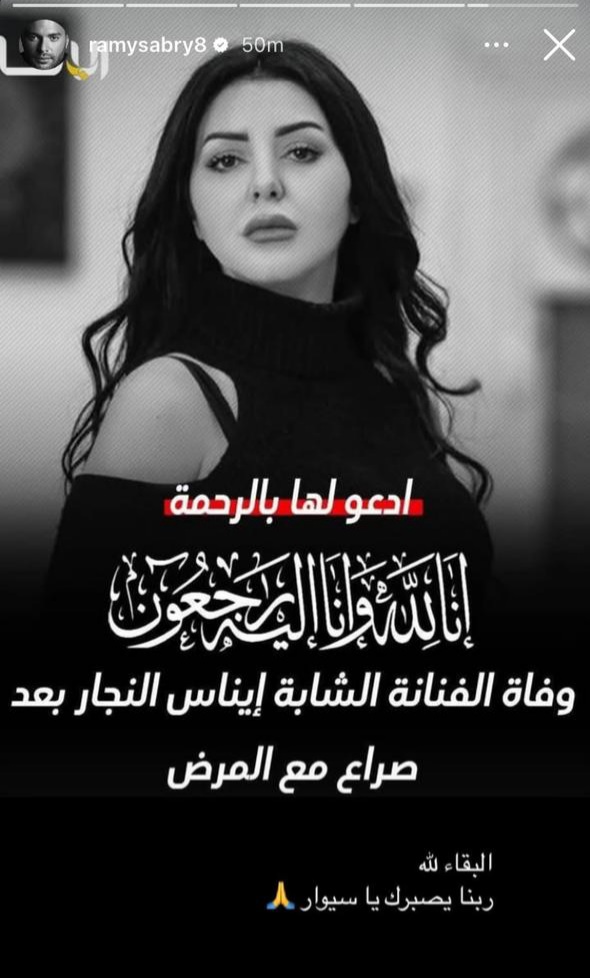 ramysabry8 50m
ادعو لها بالرحمة
إنا لله وإنا إليه راجعون
وفاة الفنانة الشابة إيناس النجار بعد
صراع مع المرض
البقاء لله
ربنا يصبرك يا سيوار 🙏